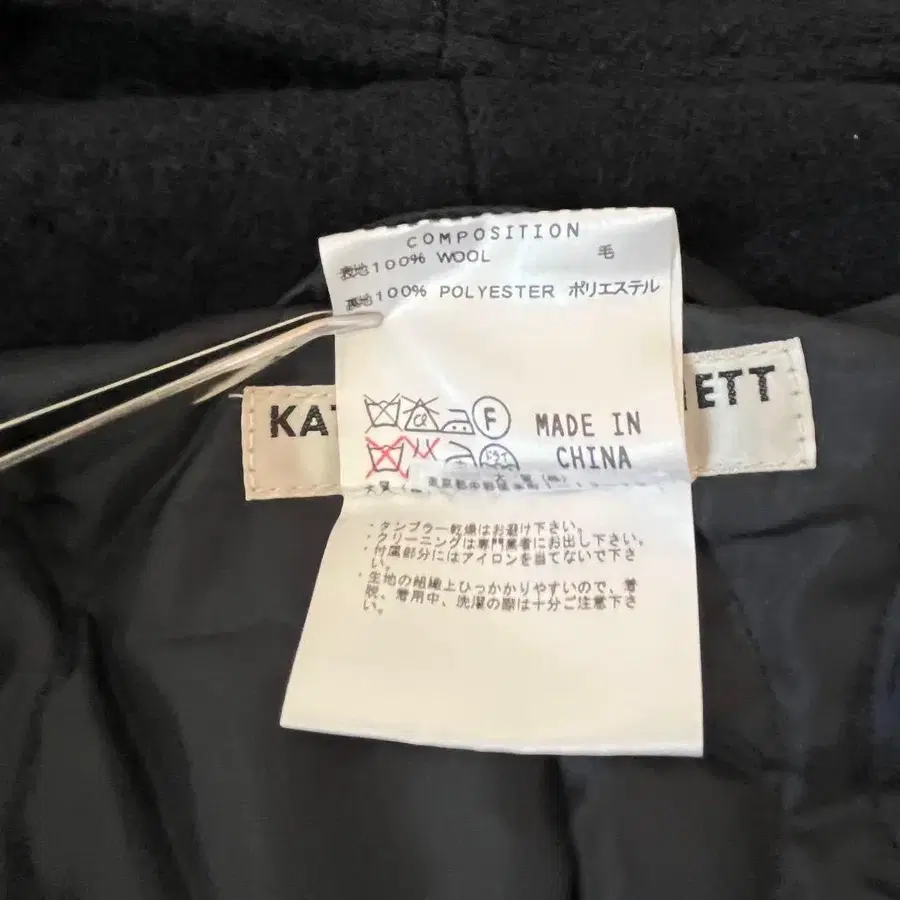 COMPOSITION
表地100% WOOL 毛
裏地100% POLYESTER ポリエステル
KAT ETT
F MADE IN
CHINA
ドライ
・タンブラー乾燥はお避け下さい。
・クリーニングは専門業者にお出し下さい。
・付属部分にはアイロンを当てないで下さ
い。
・生地の組織上ひっかかりやすいので、着
脱、着用中、洗濯の際は十分ご注意下さ
い。